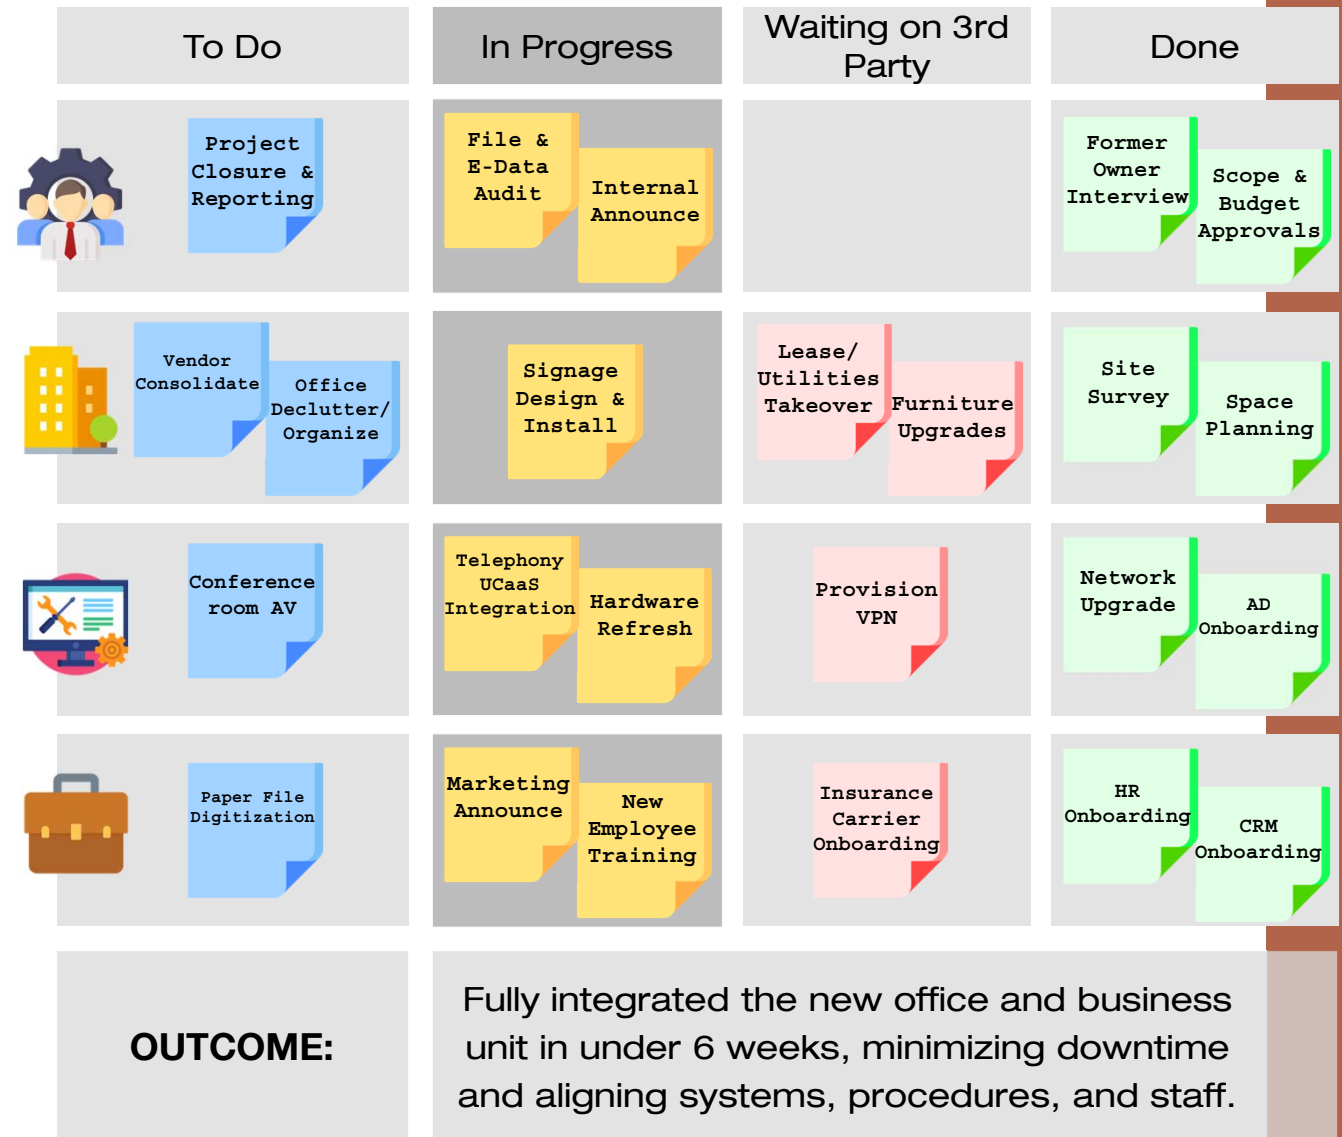 To Do
In Progress
Waiting on 3rd
Party
Done
Project
Closure &
Reporting
File &
E-Data
Audit
Internal
Announce
Former
Owner
Interview
Scope &
Budget
Approvals
Vendor
Consolidate
Office
Declutter/
Organize
Signage
Design &
Install
Lease/
Utilities
Takeover
Furniture
Upgrades
Site
Survey
Space
Planning
Conference
room AV
Telephony
UCaaS
Integration
Hardware
Refresh
Provision
VPN
Network
Upgrade
AD
Onboarding
Paper File
Digitization
Marketing
Announce
New
Employee
Training
Insurance
Carrier
Onboarding
HR
Onboarding
CRM
Onboarding
OUTCOME:
Fully integrated the new office and business
unit in under 6 weeks, minimizing downtime
and aligning systems, procedures, and staff.